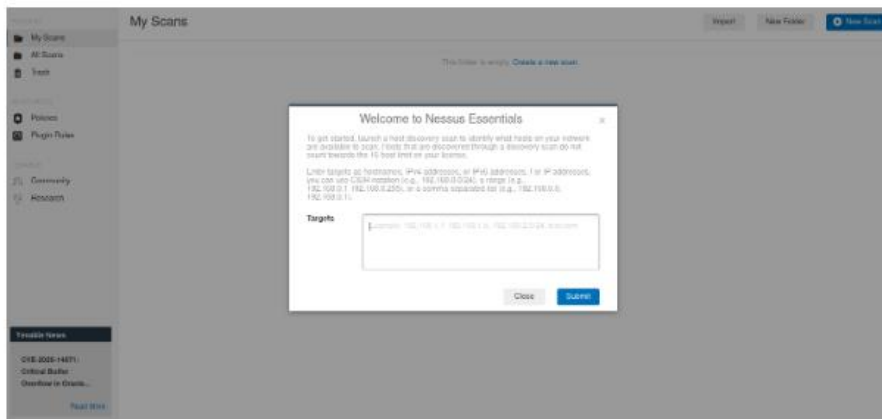 My Scans
Import
New Folder
New Scan
My Scans
All Scans
Trash
Policies
Plugin Rules
Community
Research
This folder is empty. Create a new scan.
Welcome to Nessus Essentials
To get started, launch a host discovery scan to identify what hosts on your network
are available to scan. Hosts that are discovered through a discovery scan do not
count towards the 16 host limit on your license.
Enter targets as hostnames, IPv4 addresses, or IPv6 addresses. For IP addresses,
you can use CIDR notation (e.g., 192.168.0.0/24), a range (e.g.,
192.168.0.1-192.168.0.255), or a comma-separated list (e.g., 192.168.0.0,
192.168.0.1).
Targets
Close
Submit
Tenable News
Critical Buffer
Overflow in Oracle...
Read More